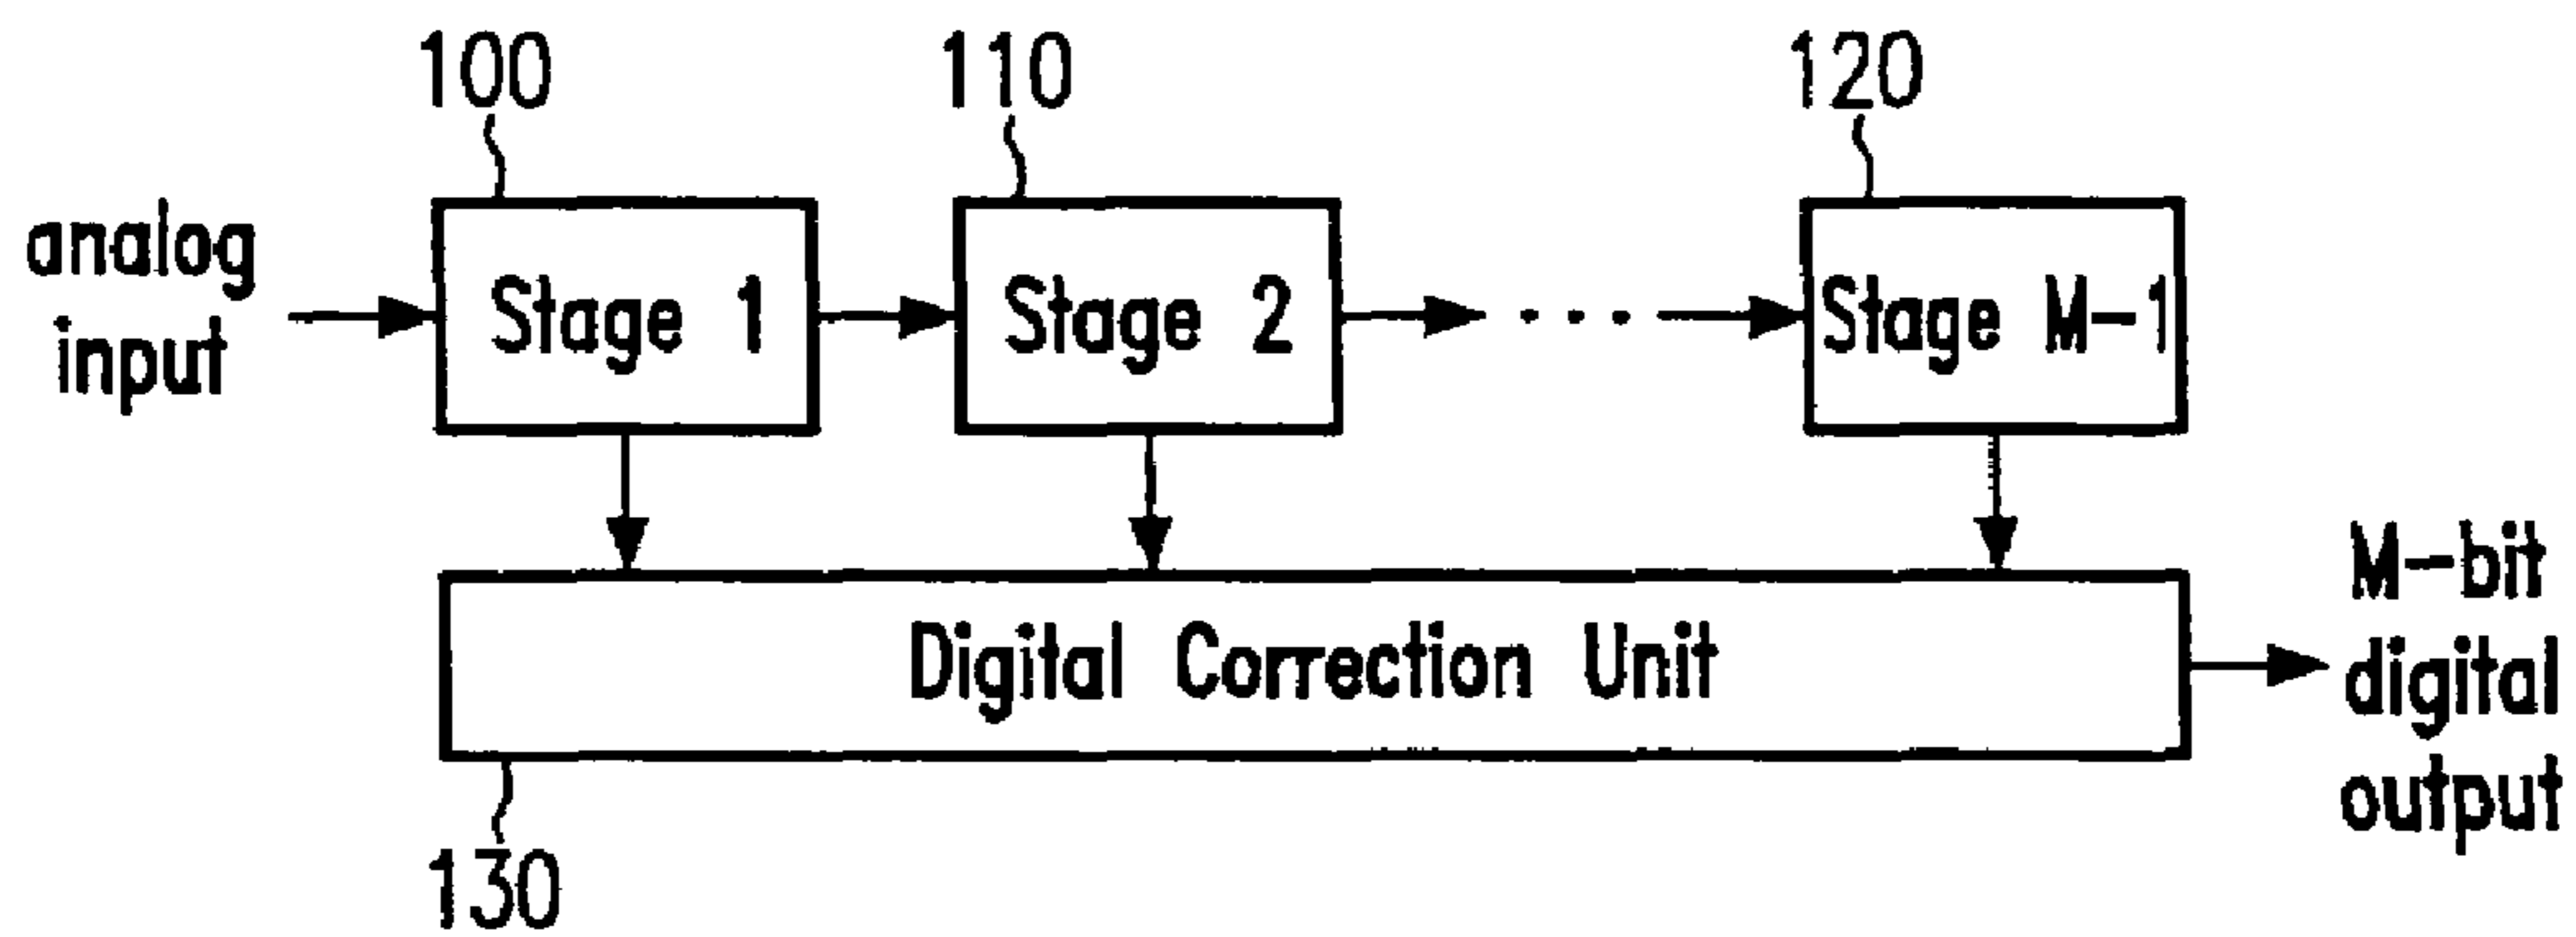 100
110
120
analog
input
Stage 1
Stage 2
. . .
Stage M-1
Digital Correction Unit
M-bit
digital
output
130